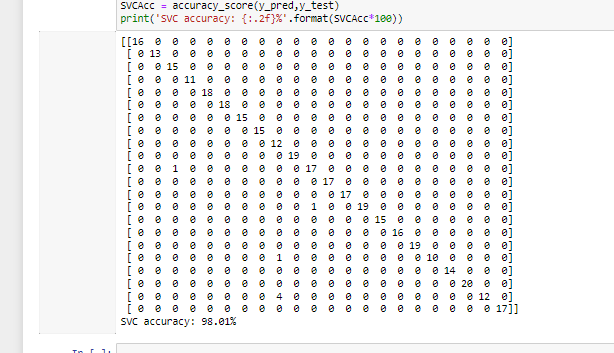 SVCAcc = accuracy_score(y_pred,y_test)
print('SVC accuracy: {:.2f}%'.format(SVCAcc*100))
[[16 0 0 0 0 0 0 0 0 0 0 0 0 0 0 0 0 0 0 0 0 0]
[ 0 13 0 0 0 0 0 0 0 0 0 0 0 0 0 0 0 0 0 0 0 0]
[ 0 0 15 0 0 0 0 0 0 0 0 0 0 0 0 0 0 0 0 0 0 0]
[ 0 0 0 11 0 0 0 0 0 0 0 0 0 0 0 0 0 0 0 0 0 0]
[ 0 0 0 0 18 0 0 0 0 0 0 0 0 0 0 0 0 0 0 0 0 0]
[ 0 0 0 0 0 18 0 0 0 0 0 0 0 0 0 0 0 0 0 0 0 0]
[ 0 0 0 0 0 0 15 0 0 0 0 0 0 0 0 0 0 0 0 0 0 0]
[ 0 0 0 0 0 0 0 15 0 0 0 0 0 0 0 0 0 0 0 0 0 0]
[ 0 0 0 0 0 0 0 0 12 0 0 0 0 0 0 0 0 0 0 0 0 0]
[ 0 0 0 0 0 0 0 0 0 19 0 0 0 0 0 0 0 0 0 0 0 0]
[ 0 0 1 0 0 0 0 0 0 0 17 0 0 0 0 0 0 0 0 0 0 0]
[ 0 0 0 0 0 0 0 0 0 0 0 17 0 0 0 0 0 0 0 0 0 0]
[ 0 0 0 0 0 0 0 0 0 0 0 0 17 0 0 0 0 0 0 0 0 0]
[ 0 0 0 0 0 0 0 0 0 0 1 0 0 19 0 0 0 0 0 0 0 0]
[ 0 0 0 0 0 0 0 0 0 0 0 0 0 0 15 0 0 0 0 0 0 0]
[ 0 0 0 0 0 0 0 0 0 0 0 0 0 0 0 16 0 0 0 0 0 0]
[ 0 0 0 0 0 0 0 0 0 0 0 0 0 0 0 0 19 0 0 0 0 0]
[ 0 0 0 0 0 0 0 0 1 0 0 0 0 0 0 0 0 10 0 0 0 0]
[ 0 0 0 0 0 0 0 0 0 0 0 0 0 0 0 0 0 0 14 0 0 0]
[ 0 0 0 0 0 0 0 0 0 0 0 0 0 0 0 0 0 0 0 20 0 0]
[ 0 0 0 0 0 0 0 0 4 0 0 0 0 0 0 0 0 0 0 0 12 0]
[ 0 0 0 0 0 0 0 0 0 0 0 0 0 0 0 0 0 0 0 0 0 17]]
SVC accuracy: 98.01%
In [ ]: